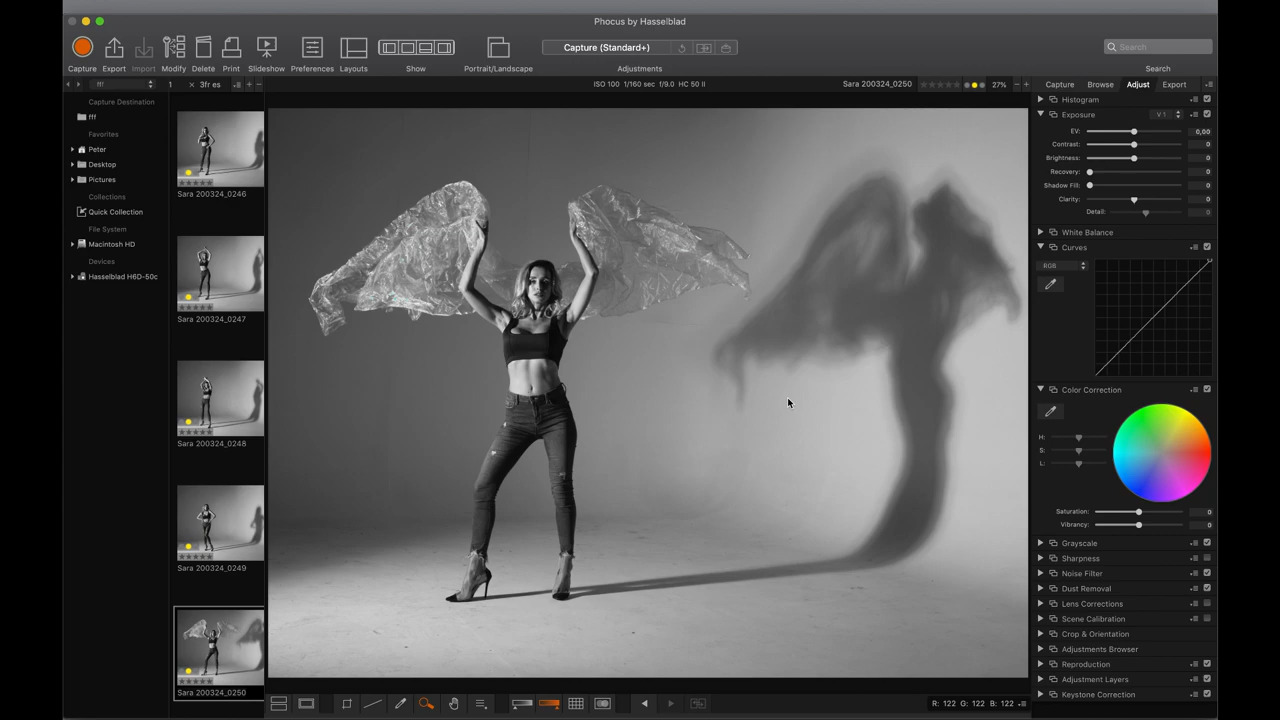 Phocus by Hasselblad
Capture Export Import Modify Delete Print Slideshow Preferences Layouts Show Portrait/Landscape
Capture (Standard+)
Adjustments
Search
Search
fff 1 × 3fr es
ISO 100 1/160 sec f/9.0 HC 50 II
Sara 200324_0250
27%
Capture Browse Adjust Export
Capture Destination
fff
Favorites
Peter
Desktop
Pictures
Collections
Quick Collection
File System
Macintosh HD
Devices
Hasselblad H6D-50c
Sara 200324_0246
Sara 200324_0247
Sara 200324_0248
Sara 200324_0249
Sara 200324_0250
Histogram
Exposure V 1
EV: 0,00
Contrast: 0
Brightness: 0
Recovery: 0
Shadow Fill: 0
Clarity: 0
Detail: 0
White Balance
Curves
RGB
Color Correction
H:
S:
L:
Saturation: 0
Vibrancy: 0
Grayscale
Sharpness
Noise Filter
Dust Removal
Lens Corrections
Scene Calibration
Crop & Orientation
Adjustments Browser
Reproduction
Adjustment Layers
Keystone Correction
R: 122 G: 122 B: 122